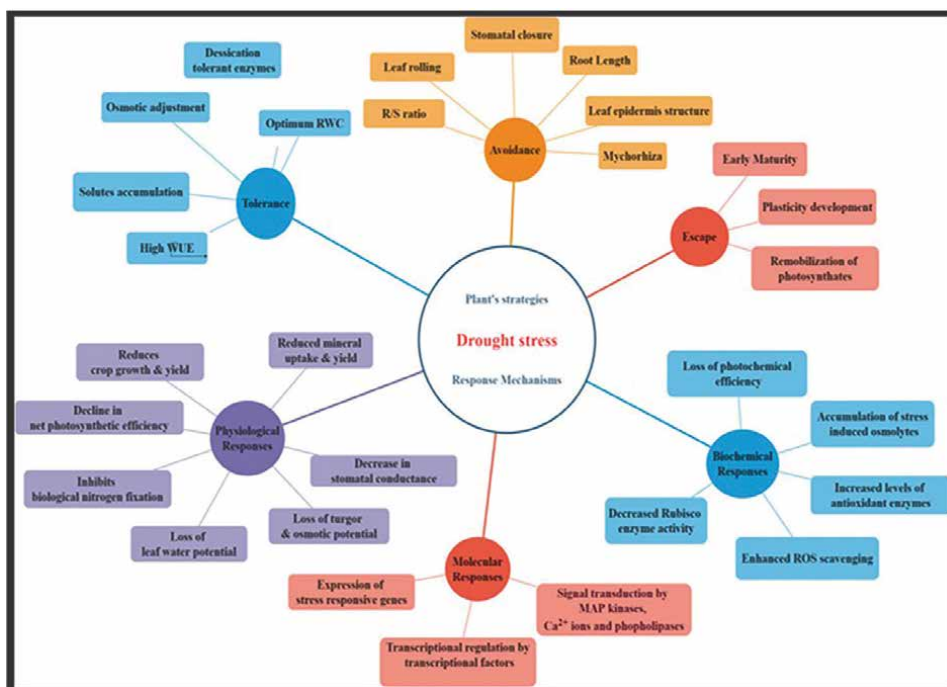 Dessication
tolerant enzymes
Osmotic adjustment
Optimum RWC
Solutes accumulation
High WUE
Tolerance
Stomatal closure
Leaf rolling
Root Length
R/S ratio
Leaf epidermis structure
Mychorhiza
Avoidance
Early Maturity
Plasticity development
Remobilization of
photosynthates
Escape
Plant's strategies
Drought stress
Response Mechanisms
Reduces
crop growth & yield
Reduced mineral
uptake & yield
Decline in
net photosynthetic efficiency
Physiological
Responses
Inhibits
biological nitrogen fixation
Decrease in
stomatal conductance
Loss of
leaf water potential
Loss of turgor
& osmotic potential
Loss of photochemical
efficiency
Accumulation of stress
induced osmolytes
Biochemical
Responses
Increased levels of
antioxidant enzymes
Decreased Rubisco
enzyme activity
Enhanced ROS scavenging
Molecular
Responses
Expression of
stress responsive genes
Signal transduction by
MAP kinases,
Ca2+ ions and phopholipases
Transcriptional regulation by
transcriptional factors